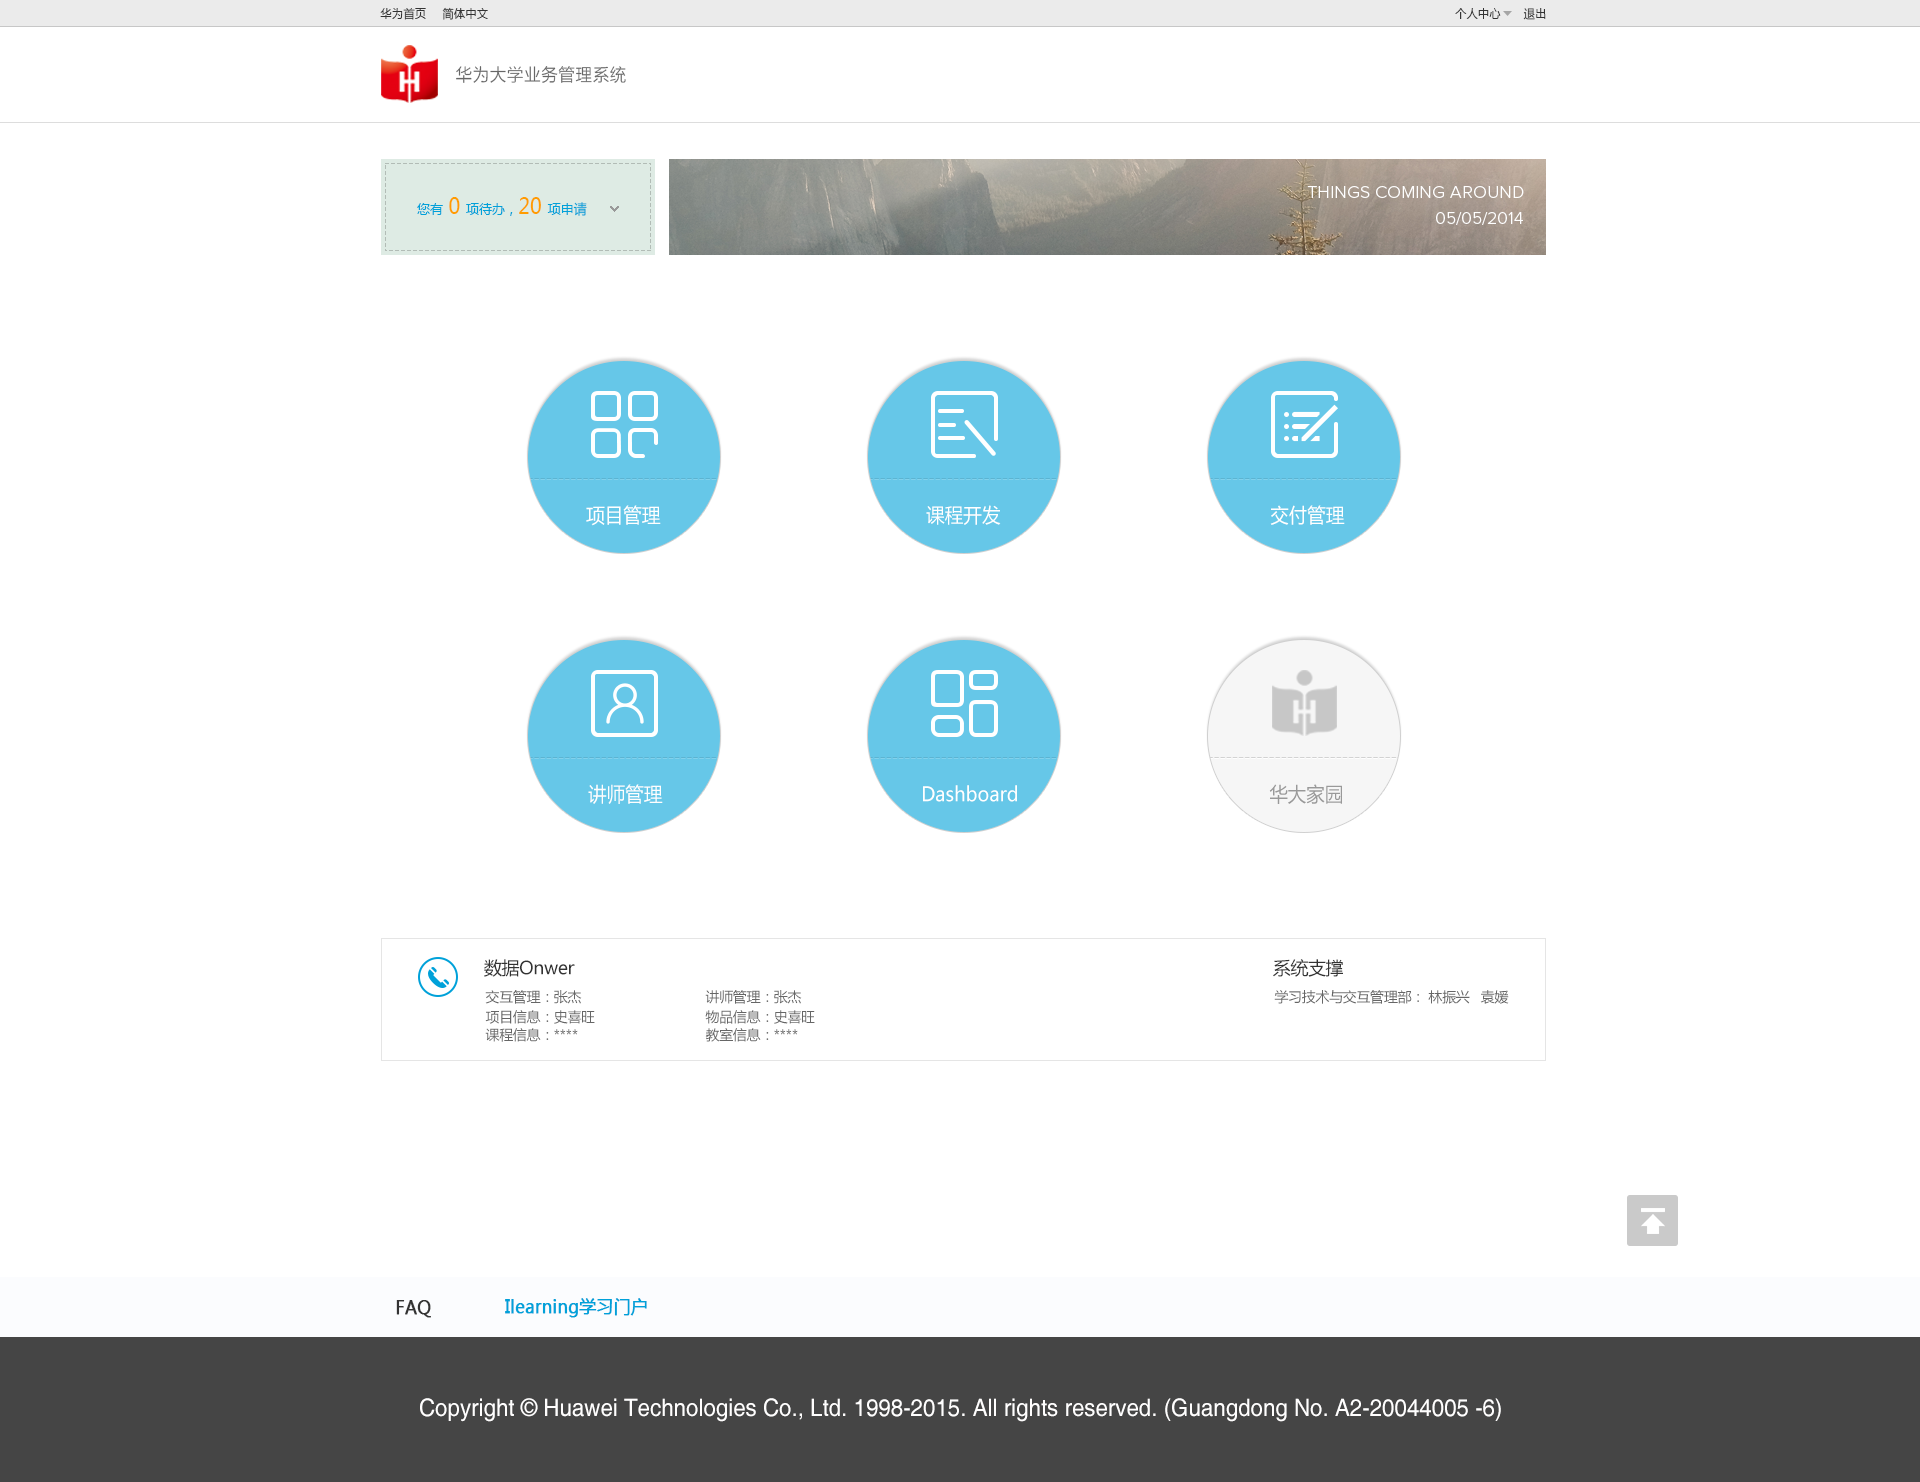 华为首页 简体中文 个人中心 退出
华为大学业务管理系统
您有 0 项待办，20 项申请
THINGS COMING AROUND
05/05/2014
项目管理 课程开发 交付管理
讲师管理 Dashboard 华大家园
数据Onwer
交互管理：张杰
项目信息：史喜旺
课程信息：****
讲师管理：张杰
物品信息：史喜旺
教室信息：****
系统支撑
学习技术与交互管理部： 林振兴 袁媛
FAQ Ilearning学习门户
Copyright © Huawei Technologies Co., Ltd. 1998-2015. All rights reserved. (Guangdong No. A2-20044005 -6)